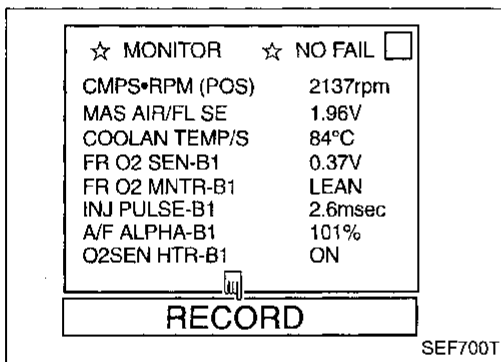 ☆ MONITOR ☆ NO FAIL
CMPS•RPM (POS) 2137rpm
MAS AIR/FL SE 1.96V
COOLAN TEMP/S 84°C
FR O2 SEN-B1 0.37V
FR O2 MNTR-B1 LEAN
INJ PULSE-B1 2.6msec
A/F ALPHA-B1 101%
O2SEN HTR-B1 ON
RECORD
SEF700T